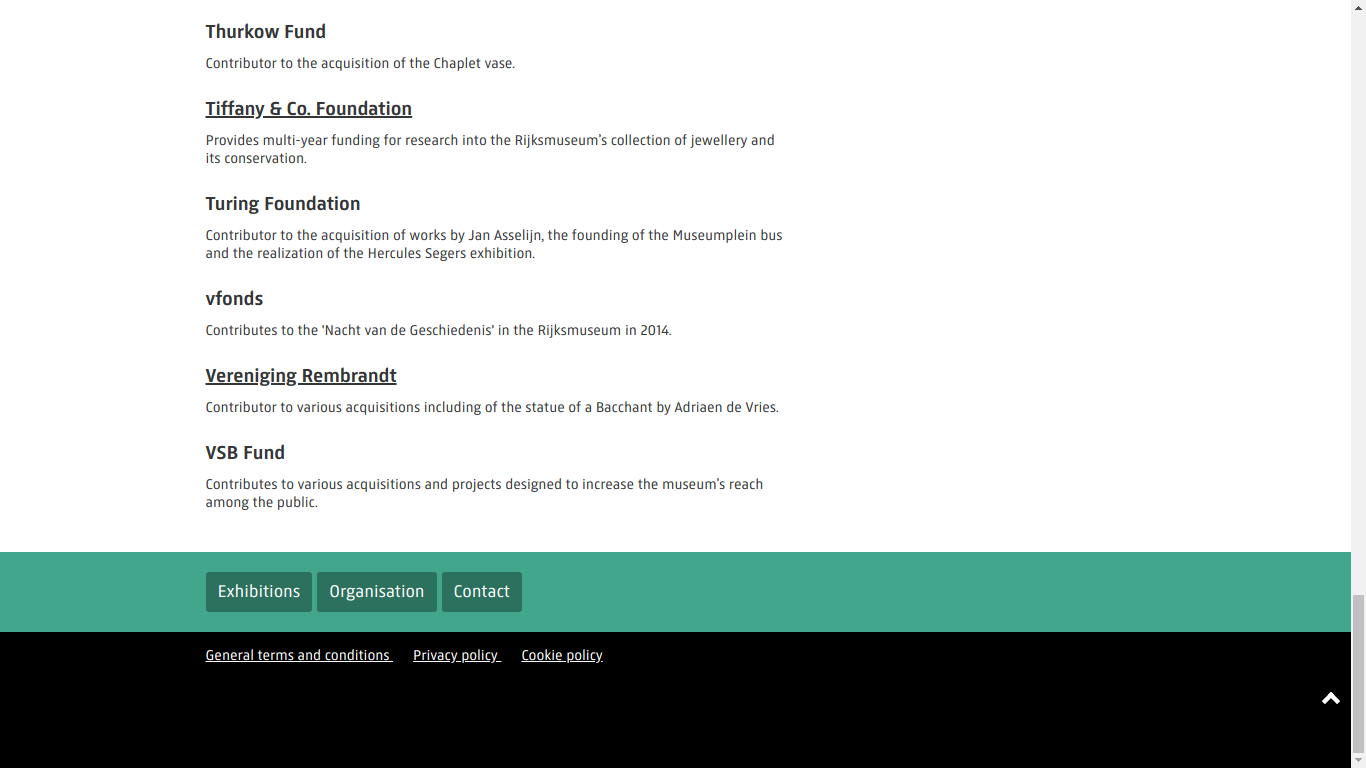 Thurkow Fund
Contributor to the acquisition of the Chaplet vase.
Tiffany & Co. Foundation
Provides multi-year funding for research into the Rijksmuseum's collection of jewellery and
its conservation.
Turing Foundation
Contributor to the acquisition of works by Jan Asselijn, the founding of the Museumplein bus
and the realization of the Hercules Segers exhibition.
vfonds
Contributes to the 'Nacht van de Geschiedenis' in the Rijksmuseum in 2014.
Vereniging Rembrandt
Contributor to various acquisitions including of the statue of a Bacchant by Adriaen de Vries.
VSB Fund
Contributes to various acquisitions and projects designed to increase the museum's reach
among the public.
Exhibitions Organisation Contact
General terms and conditions Privacy policy Cookie policy